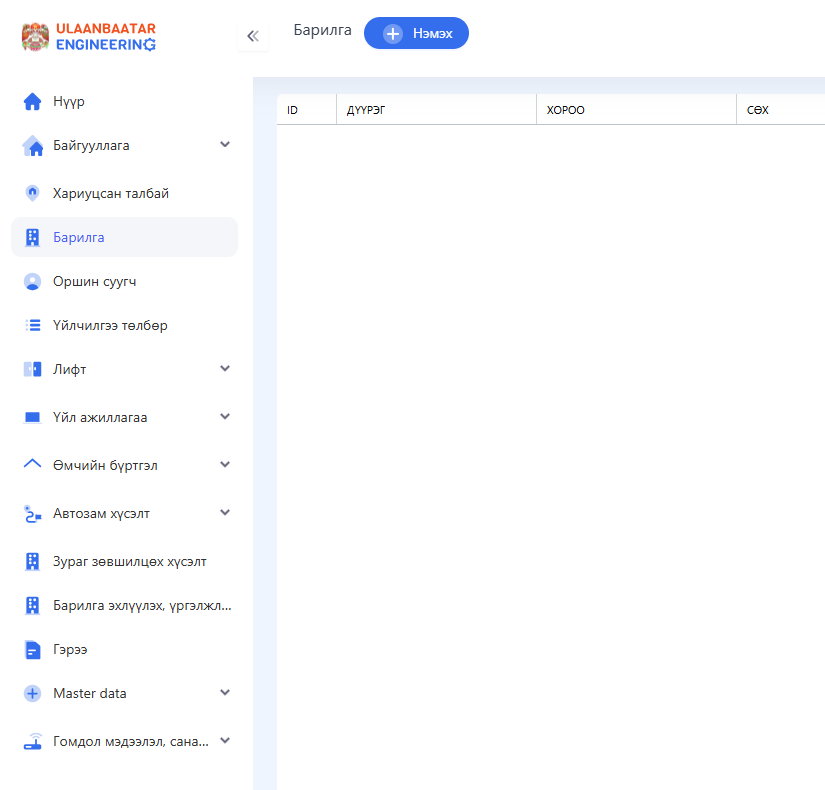 ULAANBAATAR
ENGINEERING
Барилга
Нэмэх
Нүүр
Байгууллага
Хариуцсан талбай
Барилга
Оршин суугч
Үйлчилгээ төлбөр
Лифт
Үйл ажиллагаа
Өмчийн бүртгэл
Автозам хүсэлт
Зураг зөвшилцөх хүсэлт
Барилга эхлүүлэх, үргэлжл...
Гэрээ
Master data
Гомдол мэдээлэл, сана...
ID ДҮҮРЭГ ХОРОО СӨХ